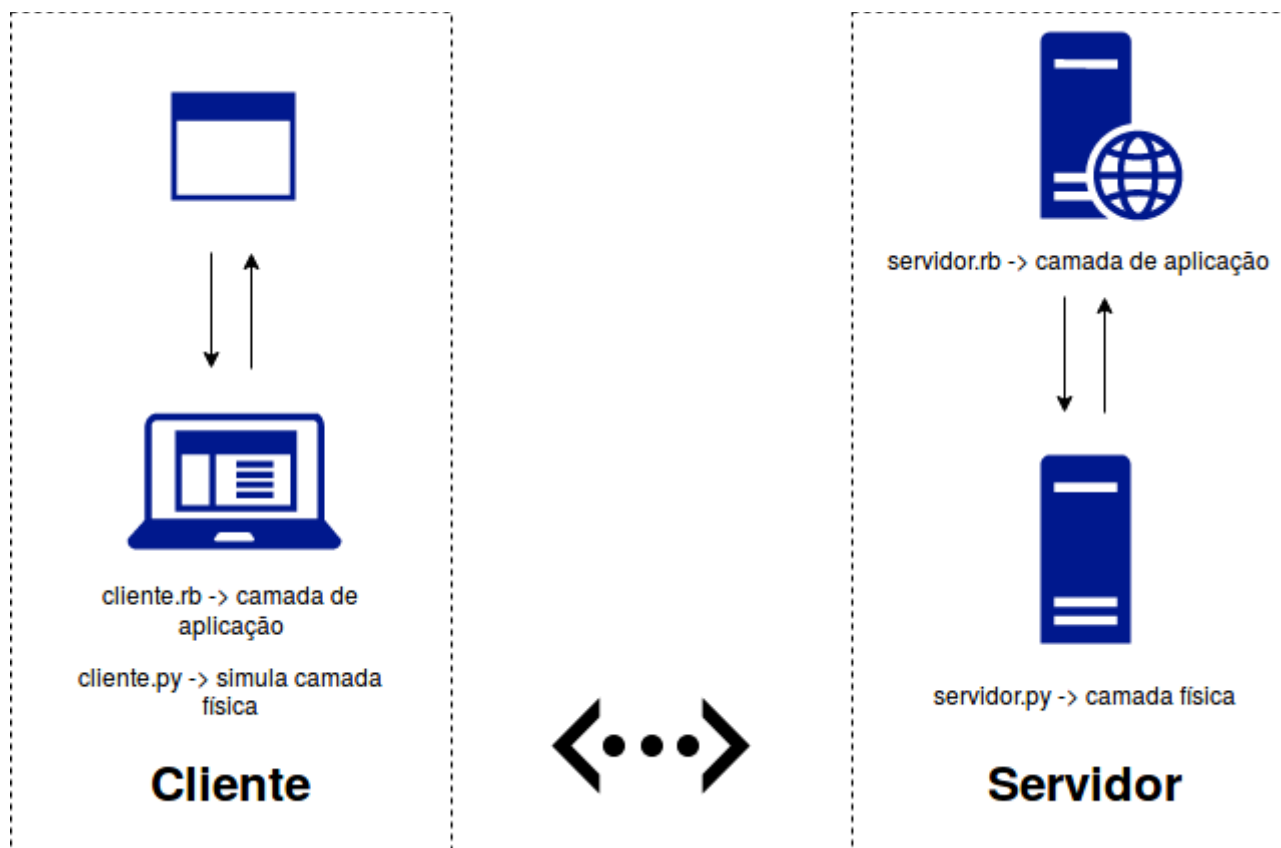 cliente.rb -> camada de
aplicação
cliente.py -> simula camada
física
Cliente
servidor.rb -> camada de aplicação
servidor.py -> camada física
Servidor